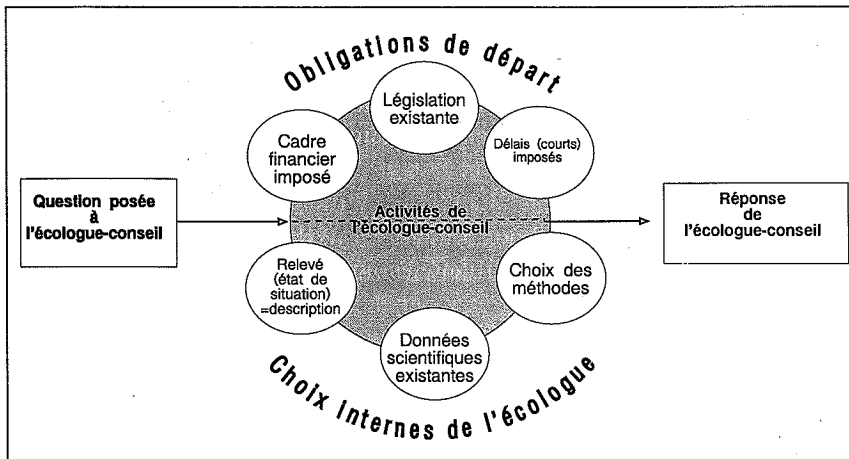 Obligations de départ
Législation
existante
Cadre
financier
imposé
Délais (courts)
imposés
Question posée
à
l'écologue-conseil
Activités de
l'écologue-conseil
Réponse
de
l'écologue-conseil
Relevé
(état de
situation)
=description
Choix des
méthodes
Données
scientifiques
existantes
Choix internes de l'écologue